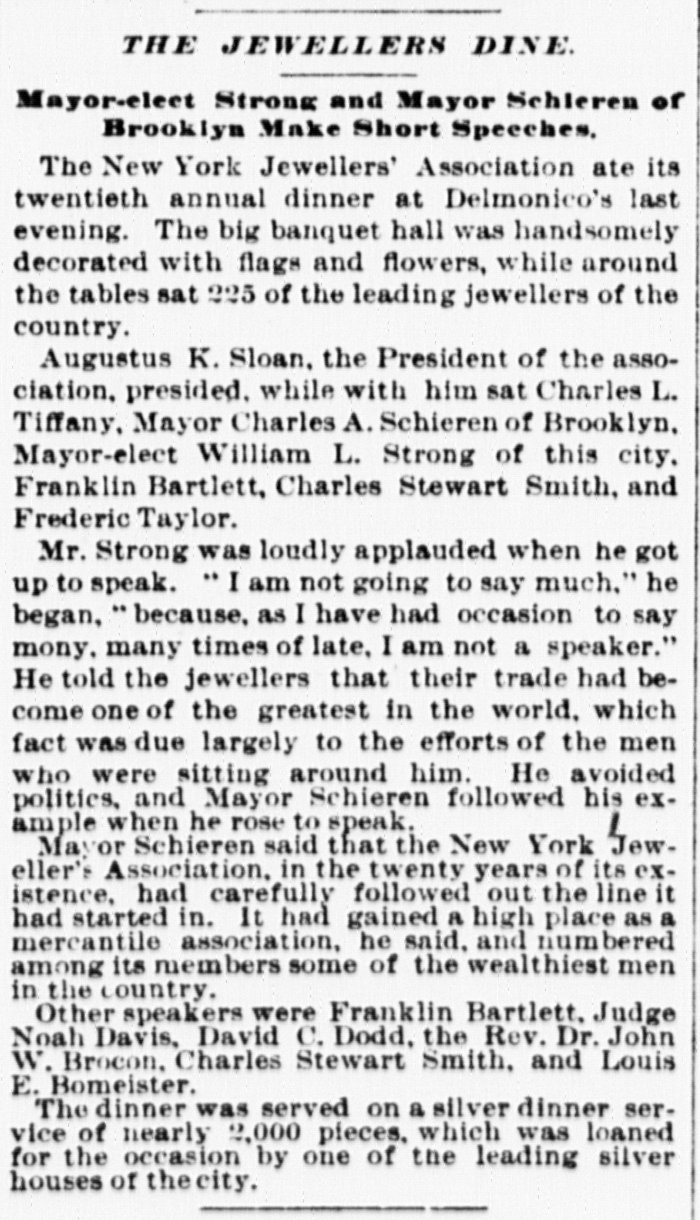 THE JEWELLERS DINE.
Mayor-elect Strong and Mayor Schieren of
Brooklyn Make Short Speeches.
The New York Jewellers' Association ate its
twentieth annual dinner at Delmonico's last
evening. The big banquet hall was handsomely
decorated with flags and flowers, while around
the tables sat 225 of the leading jewellers of the
country.
Augustus K. Sloan, the President of the asso-
ciation, presided, while with him sat Charles L.
Tiffany, Mayor Charles A. Schieren of Brooklyn,
Mayor-elect William L. Strong of this city,
Franklin Bartlett, Charles Stewart Smith, and
Frederic Taylor.
Mr. Strong was loudly applauded when he got
up to speak. "I am not going to say much," he
began, "because, as I have had occasion to say
mony, many times of late, I am not a speaker."
He told the jewellers that their trade had be-
come one of the greatest in the world, which
fact was due largely to the efforts of the men
who were sitting around him. He avoided
politics, and Mayor Schieren followed his ex-
ample when he rose to speak.
Mayor Schieren said that the New York Jew-
eller's Association, in the twenty years of its ex-
istence, had carefully followed out the line it
had started in. It had gained a high place as a
mercantile association, he said, and numbered
among its members some of the wealthiest men
in the country.
Other speakers were Franklin Bartlett, Judge
Noah Davis, David C. Dodd, the Rev. Dr. John
W. Brocon, Charles Stewart Smith, and Louis
E. Bomeister.
The dinner was served on a silver dinner ser-
vice of nearly 2,000 pieces, which was loaned
for the occasion by one of the leading silver
houses of the city.